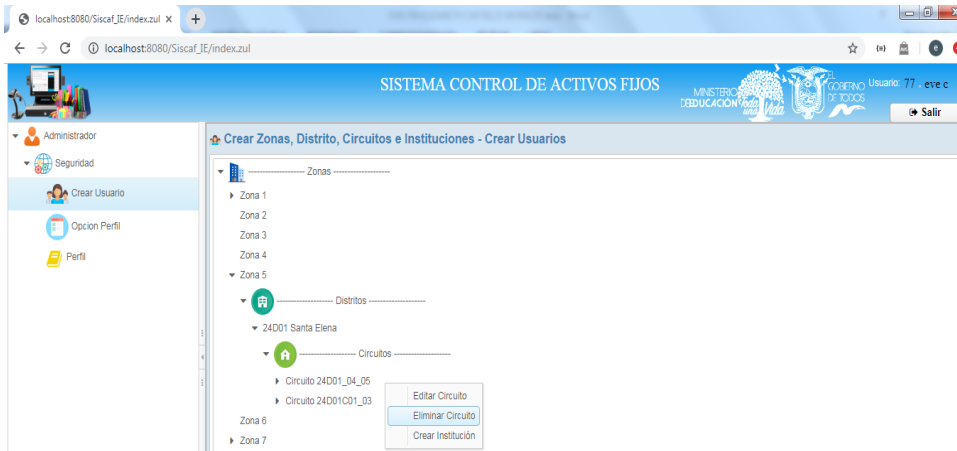 localhost:8080/Siscaf_IE/index.zul
localhost:8080/Siscaf_IE/index.zul
SISTEMA CONTROL DE ACTIVOS FIJOS
MINISTERIO
DE EDUCACIÓN
Toda una Vida
EL GOBIERNO DE TODOS
Usuario: 77 , eve c
Salir
Administrador
Seguridad
Crear Usuario
Opcion Perfil
Perfil
Crear Zonas, Distrito, Circuitos e Instituciones - Crear Usuarios
------------------- Zonas -------------------
Zona 1
Zona 2
Zona 3
Zona 4
Zona 5
------------------- Distritos -------------------
24D01 Santa Elena
------------------- Circuitos -------------------
Circuito 24D01_04_05
Circuito 24D01C01_03
Editar Circuito
Eliminar Circuito
Crear Institución
Zona 6
Zona 7